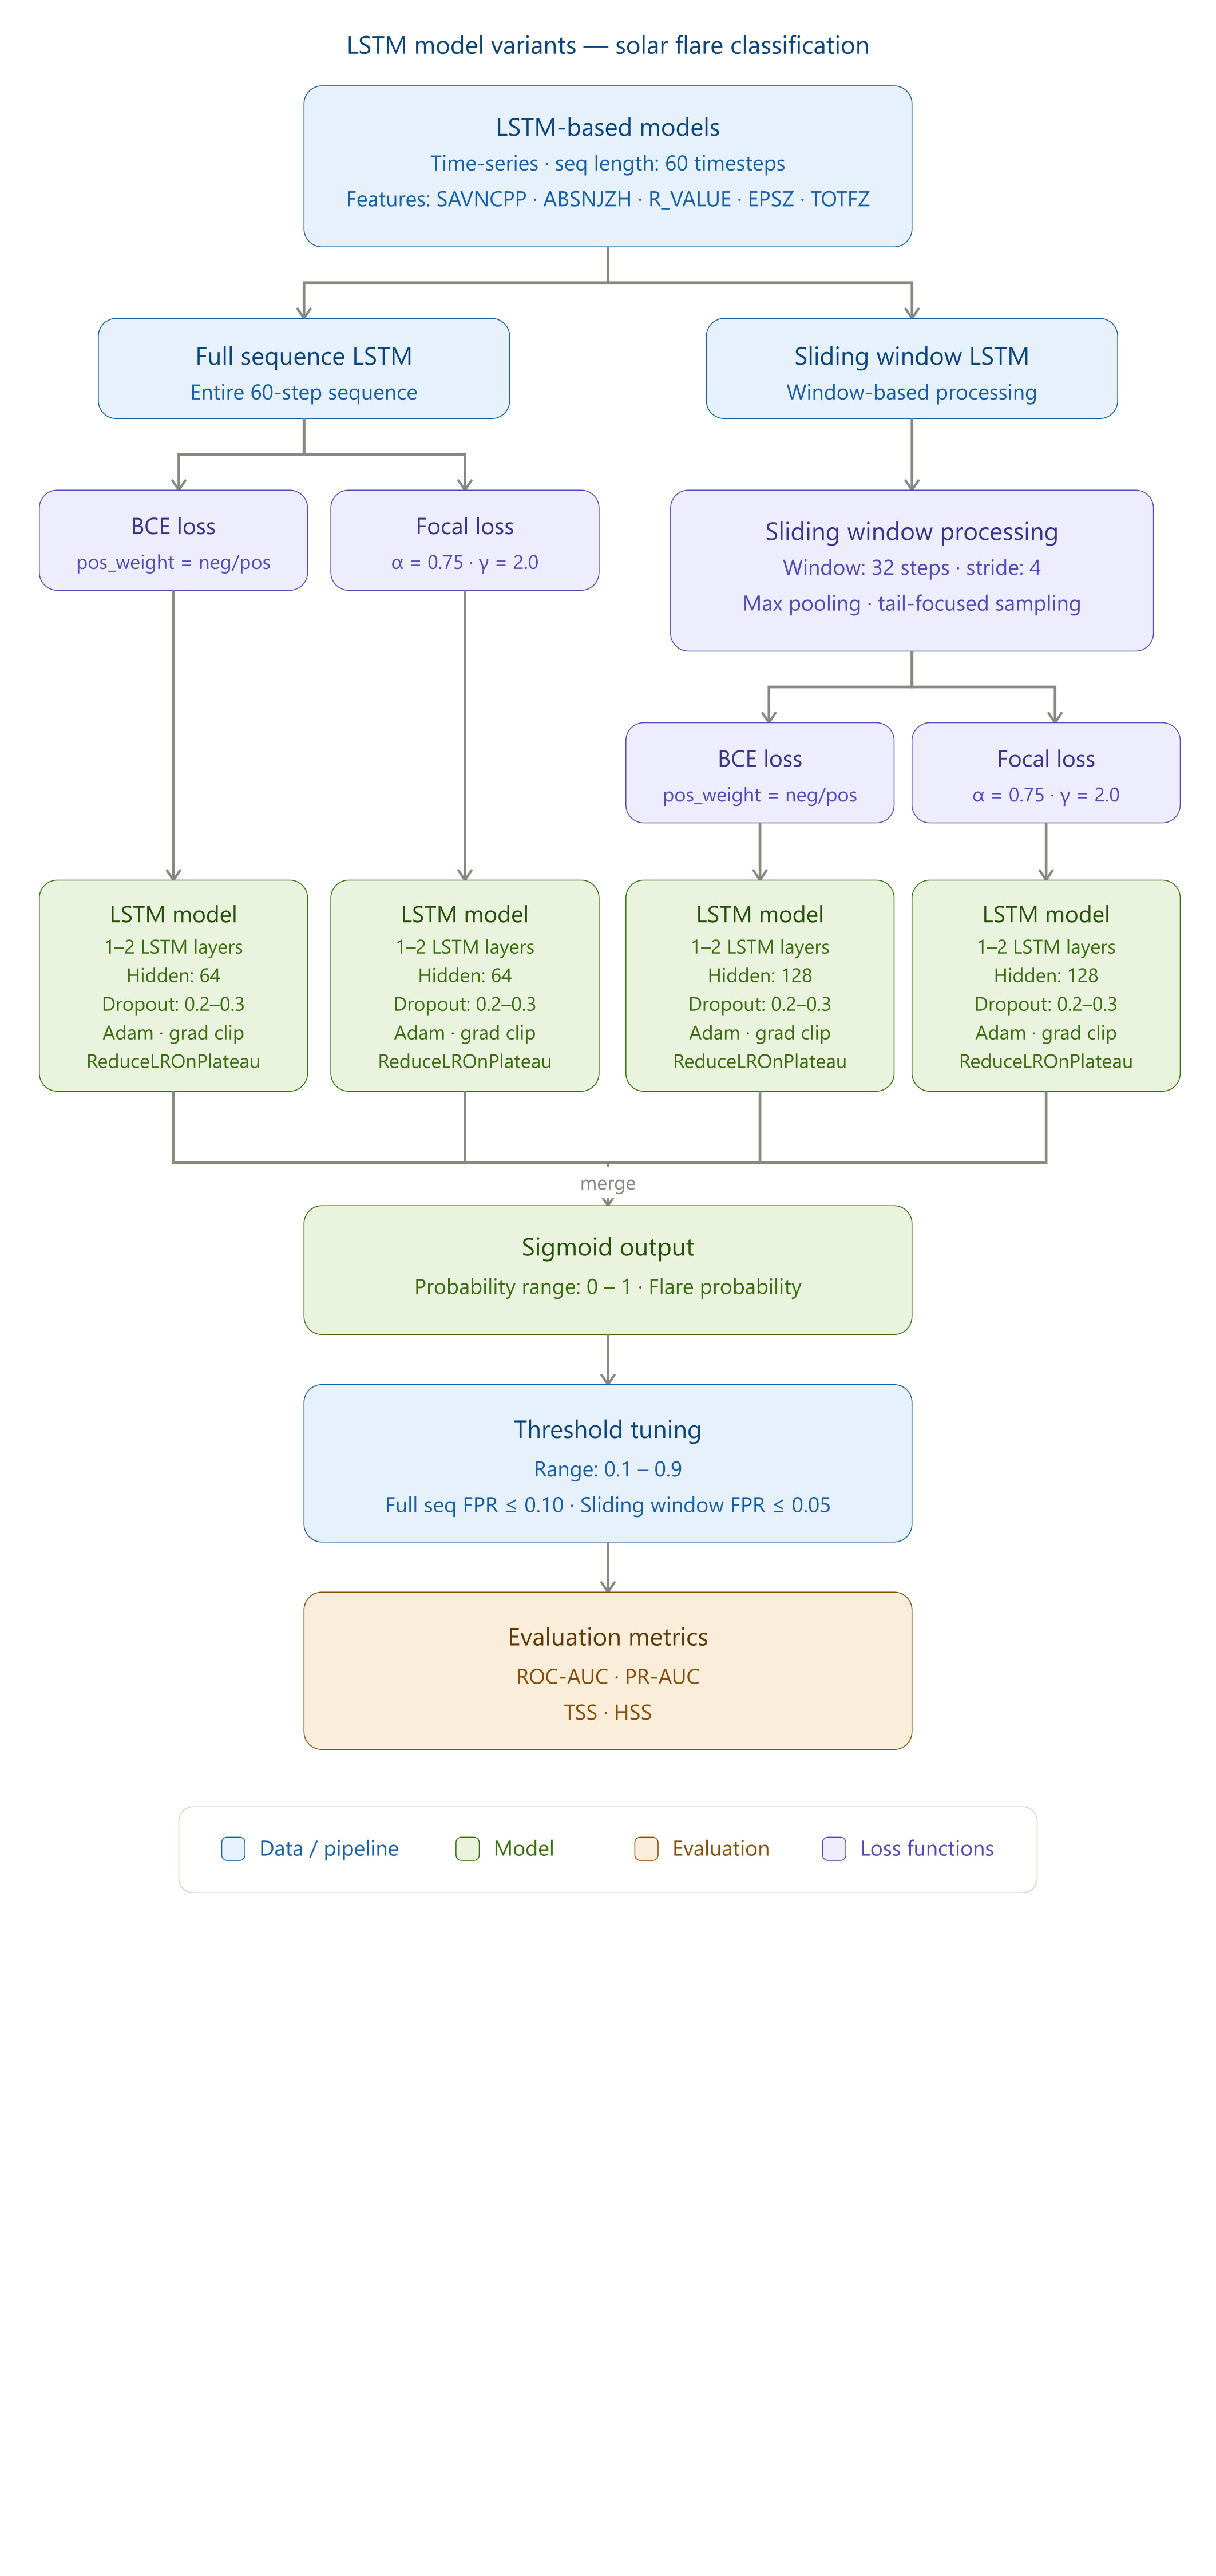 LSTM model variants — solar flare classification
LSTM-based models
Time-series · seq length: 60 timesteps
Features: SAVNCPP · ABSNJZH · R_VALUE · EPSZ · TOTFZ
Full sequence LSTM
Entire 60-step sequence
Sliding window LSTM
Window-based processing
BCE loss
pos_weight = neg/pos
Focal loss
α = 0.75 · γ = 2.0
Sliding window processing
Window: 32 steps · stride: 4
Max pooling · tail-focused sampling
BCE loss
pos_weight = neg/pos
Focal loss
α = 0.75 · γ = 2.0
LSTM model
1–2 LSTM layers
Hidden: 64
Dropout: 0.2–0.3
Adam · grad clip
ReduceLROnPlateau
LSTM model
1–2 LSTM layers
Hidden: 64
Dropout: 0.2–0.3
Adam · grad clip
ReduceLROnPlateau
LSTM model
1–2 LSTM layers
Hidden: 128
Dropout: 0.2–0.3
Adam · grad clip
ReduceLROnPlateau
LSTM model
1–2 LSTM layers
Hidden: 128
Dropout: 0.2–0.3
Adam · grad clip
ReduceLROnPlateau
merge
Sigmoid output
Probability range: 0 – 1 · Flare probability
Threshold tuning
Range: 0.1 – 0.9
Full seq FPR ≤ 0.10 · Sliding window FPR ≤ 0.05
Evaluation metrics
ROC-AUC · PR-AUC
TSS · HSS
Data / pipeline
Model
Evaluation
Loss functions